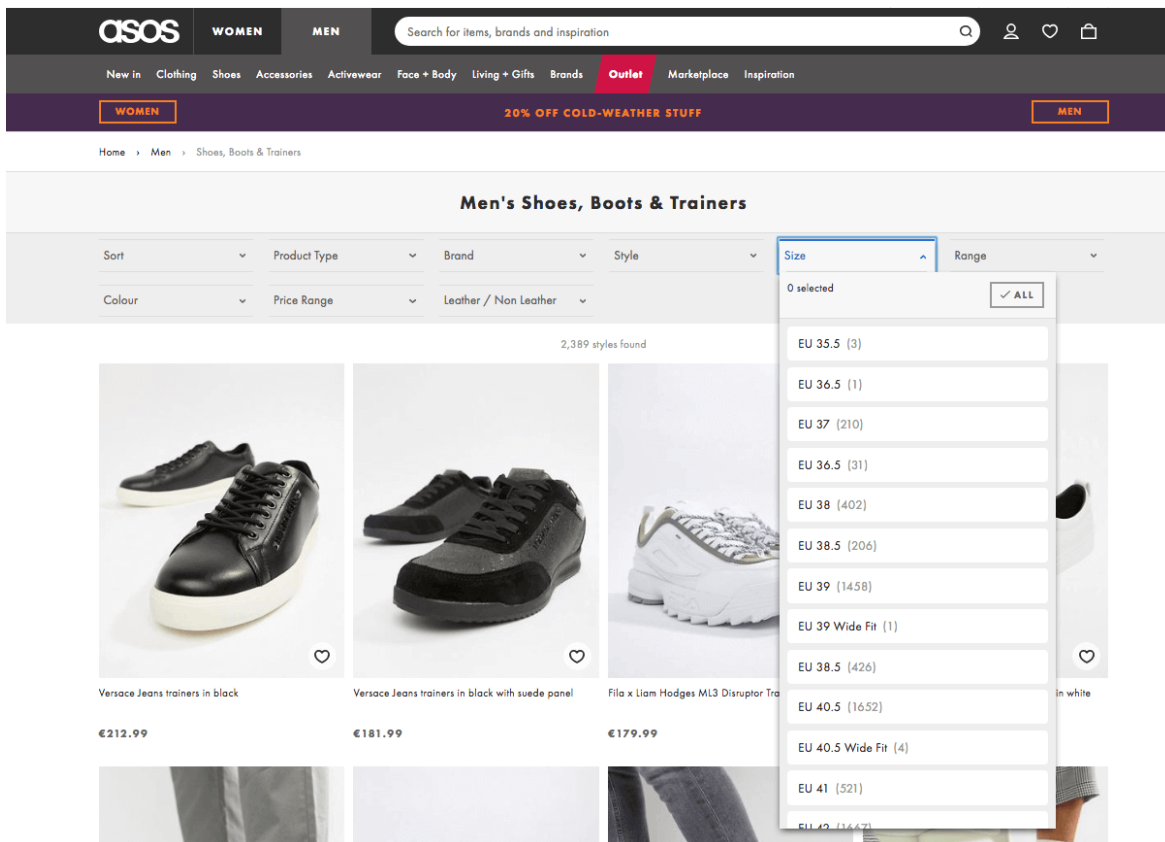 asos WOMEN MEN Search for items, brands and inspiration
New in Clothing Shoes Accessories Activewear Face + Body Living + Gifts Brands Outlet Marketplace Inspiration
WOMEN 20% OFF COLD-WEATHER STUFF MEN
Home › Men › Shoes, Boots & Trainers
Men's Shoes, Boots & Trainers
Sort Product Type Brand Style Size Range
Colour Price Range Leather / Non Leather
0 selected ALL
2,389 styles found
EU 35.5 (3)
EU 36.5 (1)
EU 37 (210)
EU 36.5 (31)
EU 38 (402)
EU 38.5 (206)
EU 39 (1458)
EU 39 Wide Fit (1)
EU 38.5 (426)
EU 40.5 (1652)
EU 40.5 Wide Fit (4)
EU 41 (521)
EU 42 (1667)
Versace Jeans trainers in black
€212.99
Versace Jeans trainers in black with suede panel
€181.99
Fila x Liam Hodges ML3 Disruptor Tra
€179.99
in white